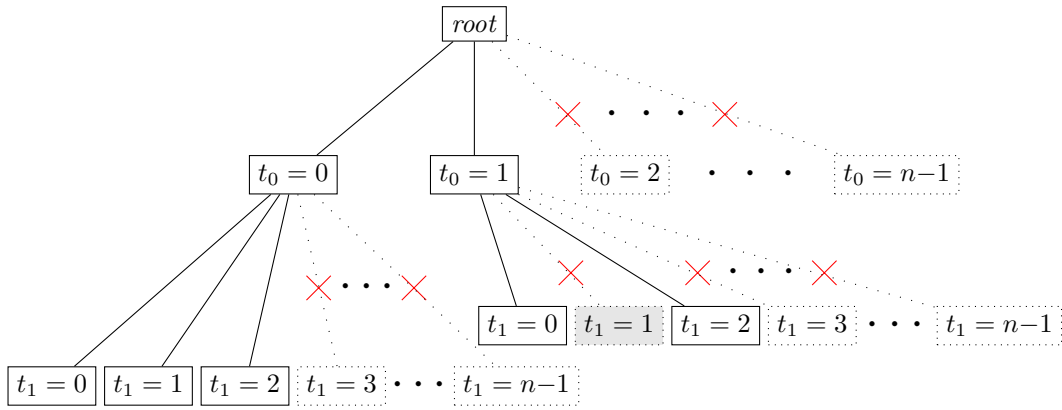 root
t₀ = 0 t₀ = 1 t₀ = 2 · · · t₀ = n−1
t₁ = 0 t₁ = 1 t₁ = 2 t₁ = 3 · · · t₁ = n−1
t₁ = 0 t₁ = 1 t₁ = 2 t₁ = 3 · · · t₁ = n−1